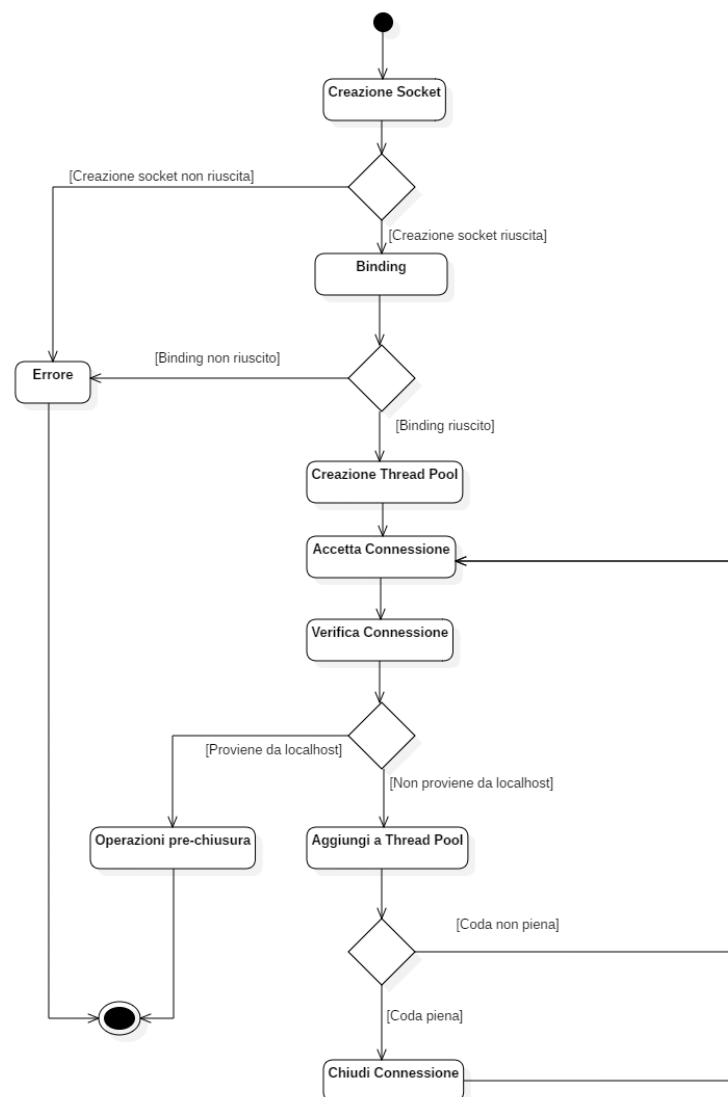 Creazione Socket
[Creazione socket non riuscita]
[Creazione socket riuscita]
Binding
[Binding non riuscito]
Errore
[Binding riuscito]
Creazione Thread Pool
Accetta Connessione
Verifica Connessione
[Proviene da localhost]
[Non proviene da localhost]
Operazioni pre-chiusura
Aggiungi a Thread Pool
[Coda non piena]
[Coda piena]
Chiudi Connessione